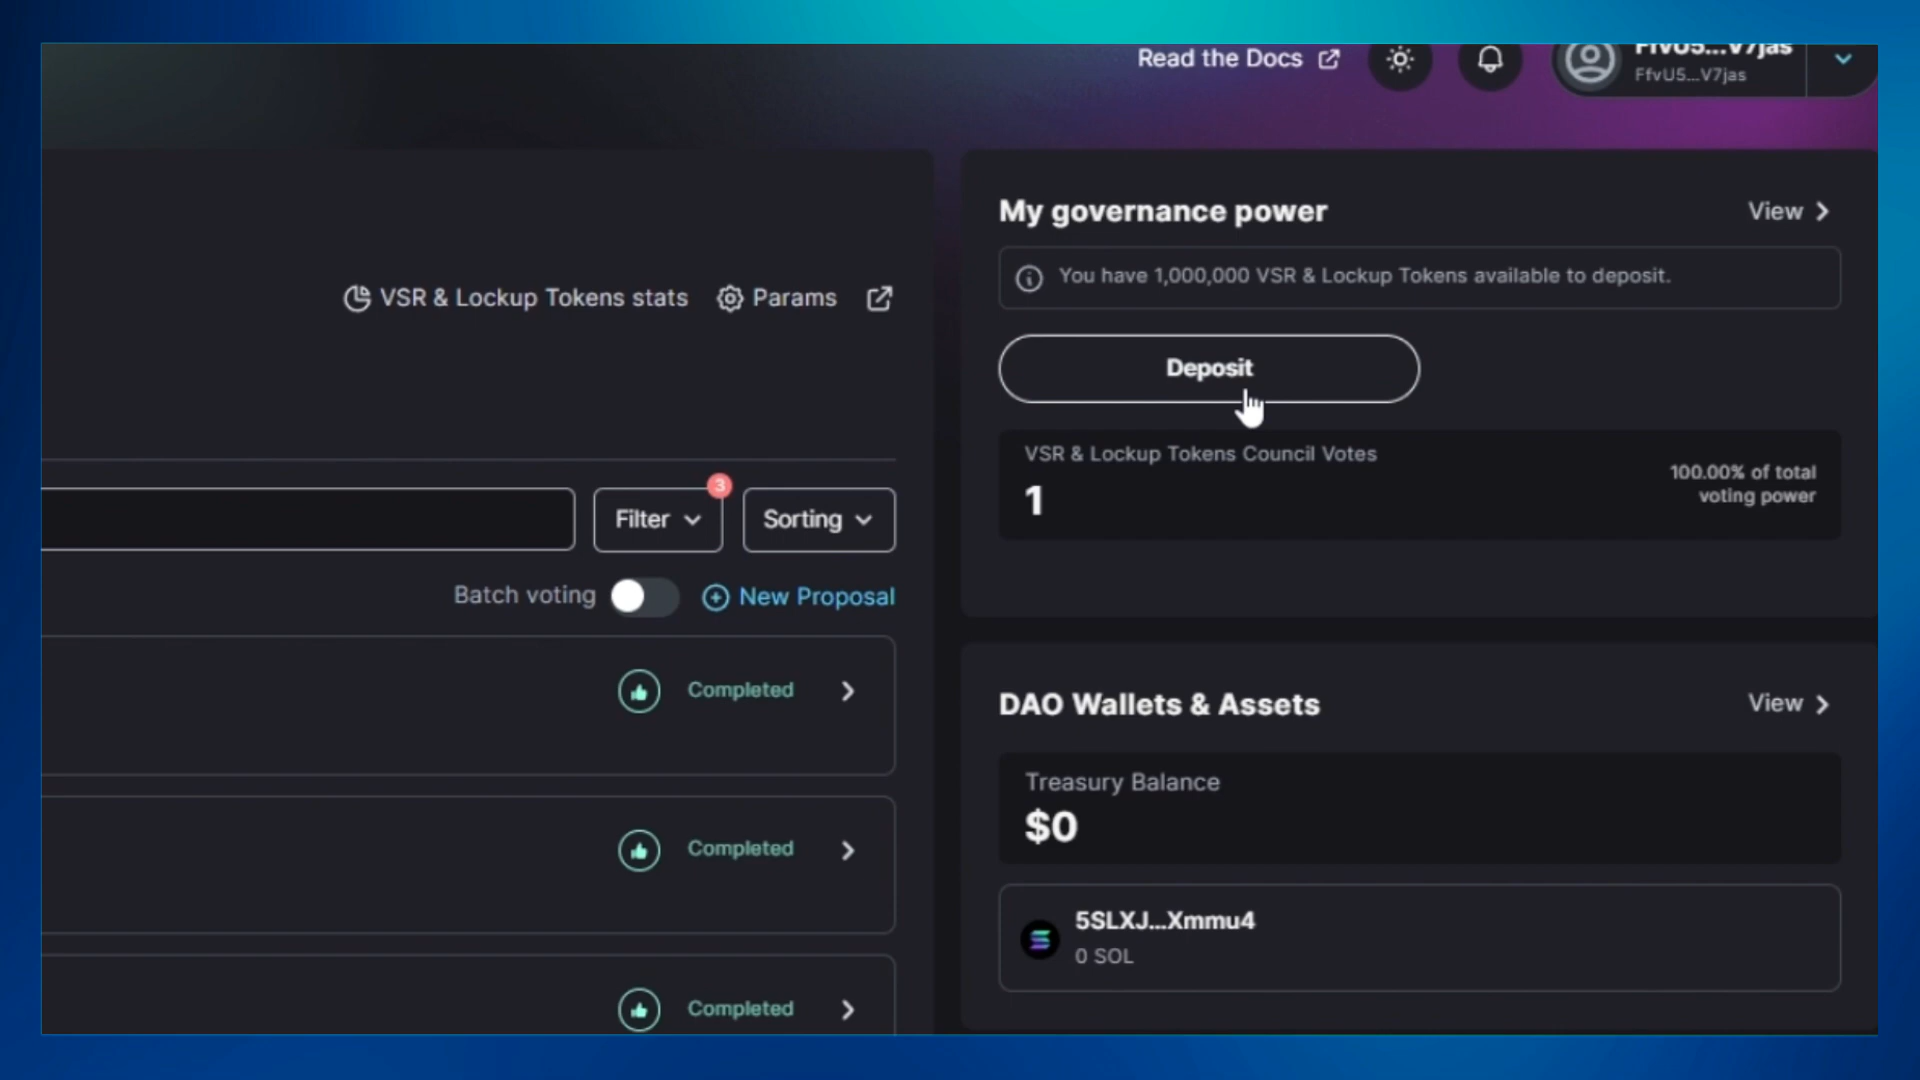 Read the Docs
FfvU5...V7jas
FfvU5...V7jas
My governance power
View
You have 1,000,000 VSR & Lockup Tokens available to deposit.
VSR & Lockup Tokens stats
Params
Deposit
VSR & Lockup Tokens Council Votes
1
100.00% of total
voting power
3
Filter
Sorting
Batch voting
New Proposal
Completed
Completed
Completed
DAO Wallets & Assets
View
Treasury Balance
$0
5SLXJ...Xmmu4
0 SOL